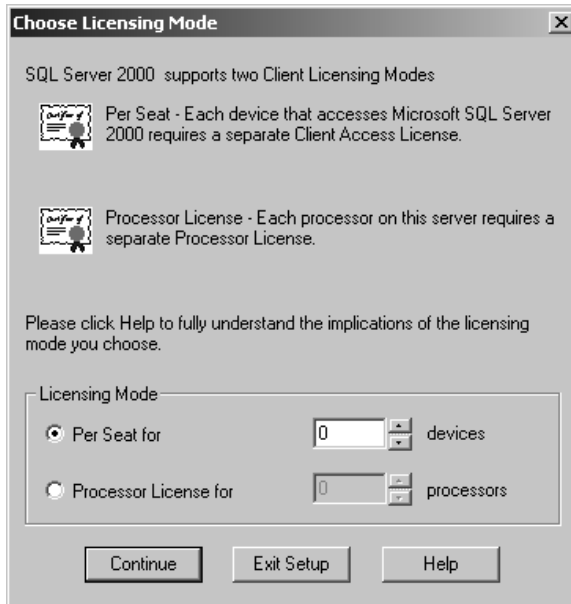 Choose Licensing Mode
SQL Server 2000 supports two Client Licensing Modes
Per Seat - Each device that accesses Microsoft SQL Server
2000 requires a separate Client Access License.
Processor License - Each processor on this server requires a
separate Processor License.
Please click Help to fully understand the implications of the licensing
mode you choose.
Licensing Mode
Per Seat for 0 devices
Processor License for 0 processors
Continue Exit Setup Help